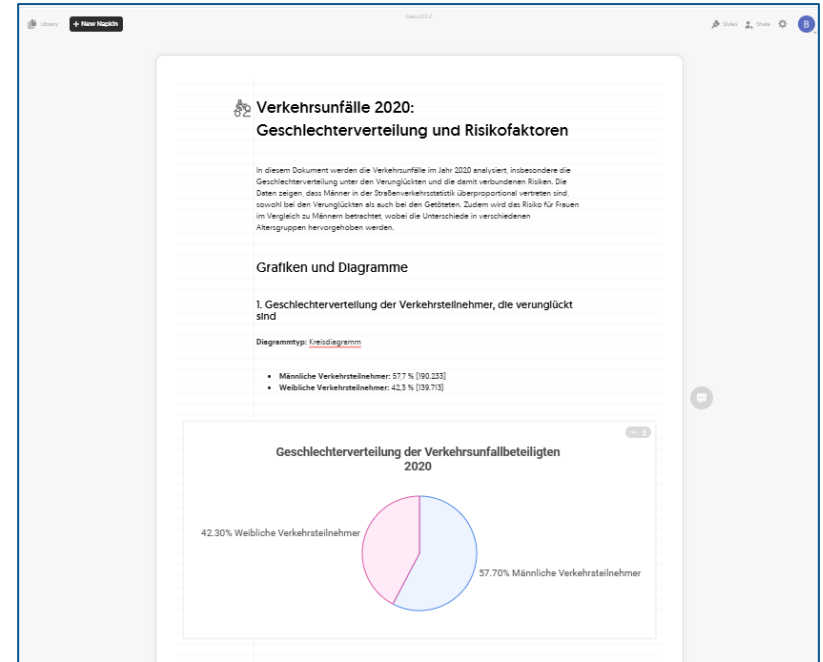 Library
+ New Napkin
Styles
Share
B
Verkehrsunfälle 2020:
Geschlechterverteilung und Risikofaktoren
In diesem Dokument werden die Verkehrsunfälle im Jahr 2020 analysiert, insbesondere die
Geschlechterverteilung unter den Verunglückten und die damit verbundenen Risiken. Die
Daten zeigen, dass Männer in der Straßenverkehrsstatistik überproportional vertreten sind,
sowohl bei den Verunglückten als auch bei den Getöteten. Zudem wird das Risiko für Frauen
im Vergleich zu Männern betrachtet, wobei die Unterschiede in verschiedenen
Altersgruppen hervorgehoben werden.
Grafiken und Diagramme
1. Geschlechterverteilung der Verkehrsteilnehmer, die verunglückt
sind
Diagrammtyp: Kreisdiagramm
• Männliche Verkehrsteilnehmer: 57,7 % (190.233)
• Weibliche Verkehrsteilnehmer: 42,3 % (139.713)
Geschlechterverteilung der Verkehrsunfallbeteiligten
2020
42.30% Weibliche Verkehrsteilnehmer
57.70% Männliche Verkehrsteilnehmer